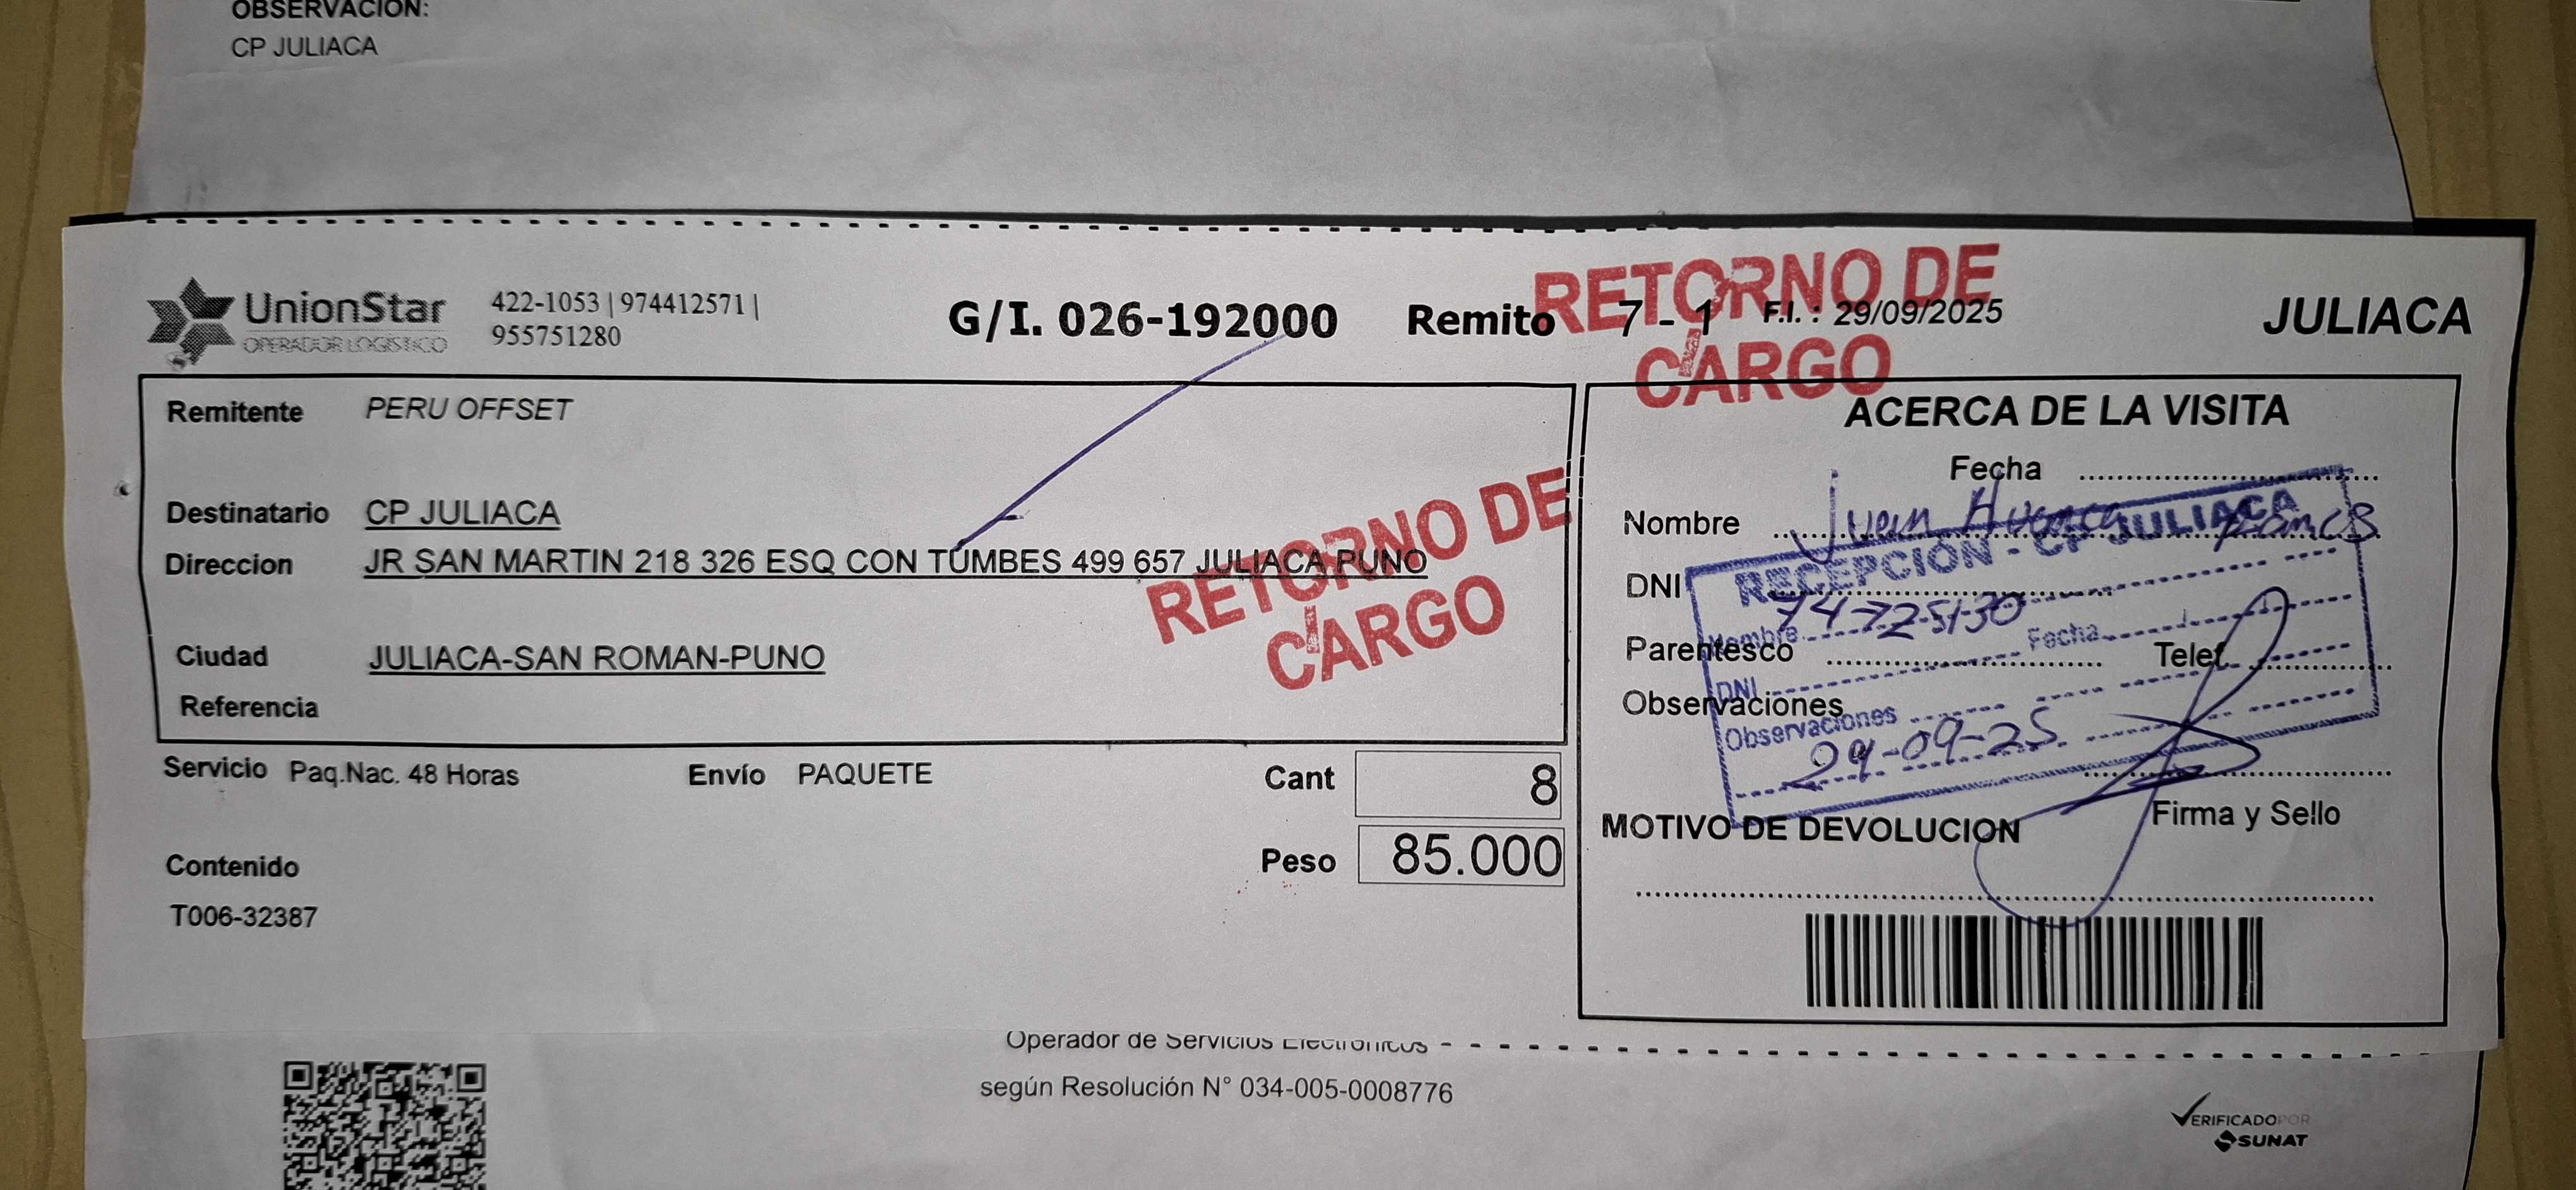 OBSERVACIÓN:
CP JULIACA
UnionStar
OPERADOR LOGÍSTICO
422-1053 | 974412571 |
955751280
G/I. 026-192000
Remito 7 - 1
F.I. : 29/09/2025
JULIACA
RETORNO DE
CARGO
Remitente PERU OFFSET
Destinatario CP JULIACA
Direccion JR SAN MARTIN 218 326 ESQ CON TUMBES 499 657 JULIACA PUNO
Ciudad JULIACA-SAN ROMAN-PUNO
Referencia
RETORNO DE
CARGO
Servicio Paq.Nac. 48 Horas
Envío PAQUETE
Cant 8
Peso 85.000
Contenido
T006-32387
ACERCA DE LA VISITA
Fecha
Nombre Juan Huanca
DNI 74725130
Parentesco
Telef.
Observaciones
RECEPCIÓN - CP JULIACA
Nombre
Fecha
DNI
Observaciones
29-09-25
Firma y Sello
MOTIVO DE DEVOLUCION
Operador de Servicios Electrónicos
según Resolución N° 034-005-0008776
VERIFICADO POR
SUNAT